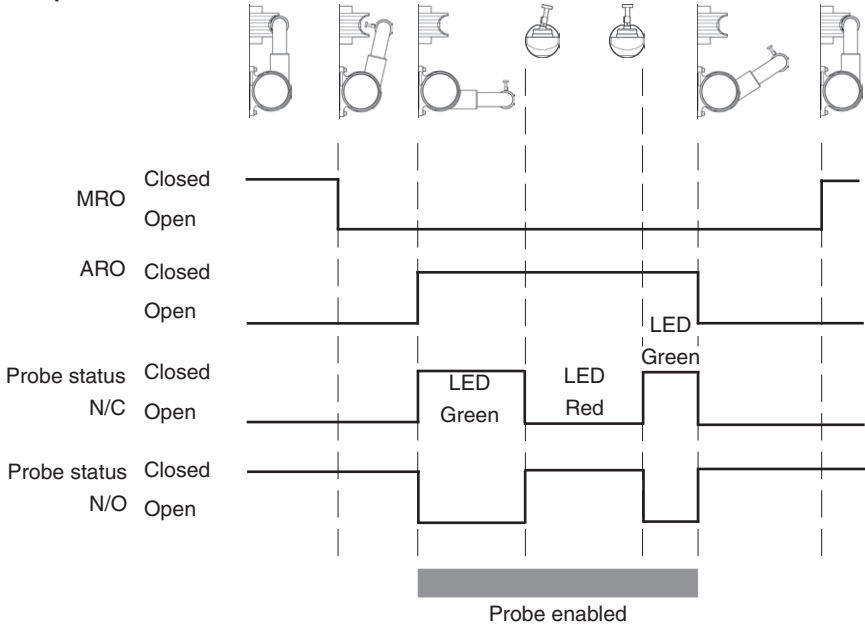 Closed
MRO
Open
ARO Closed
Open
LED
Green
Probe status Closed
N/C Open
LED
Green
LED
Red
Probe status Closed
N/O Open
Probe enabled